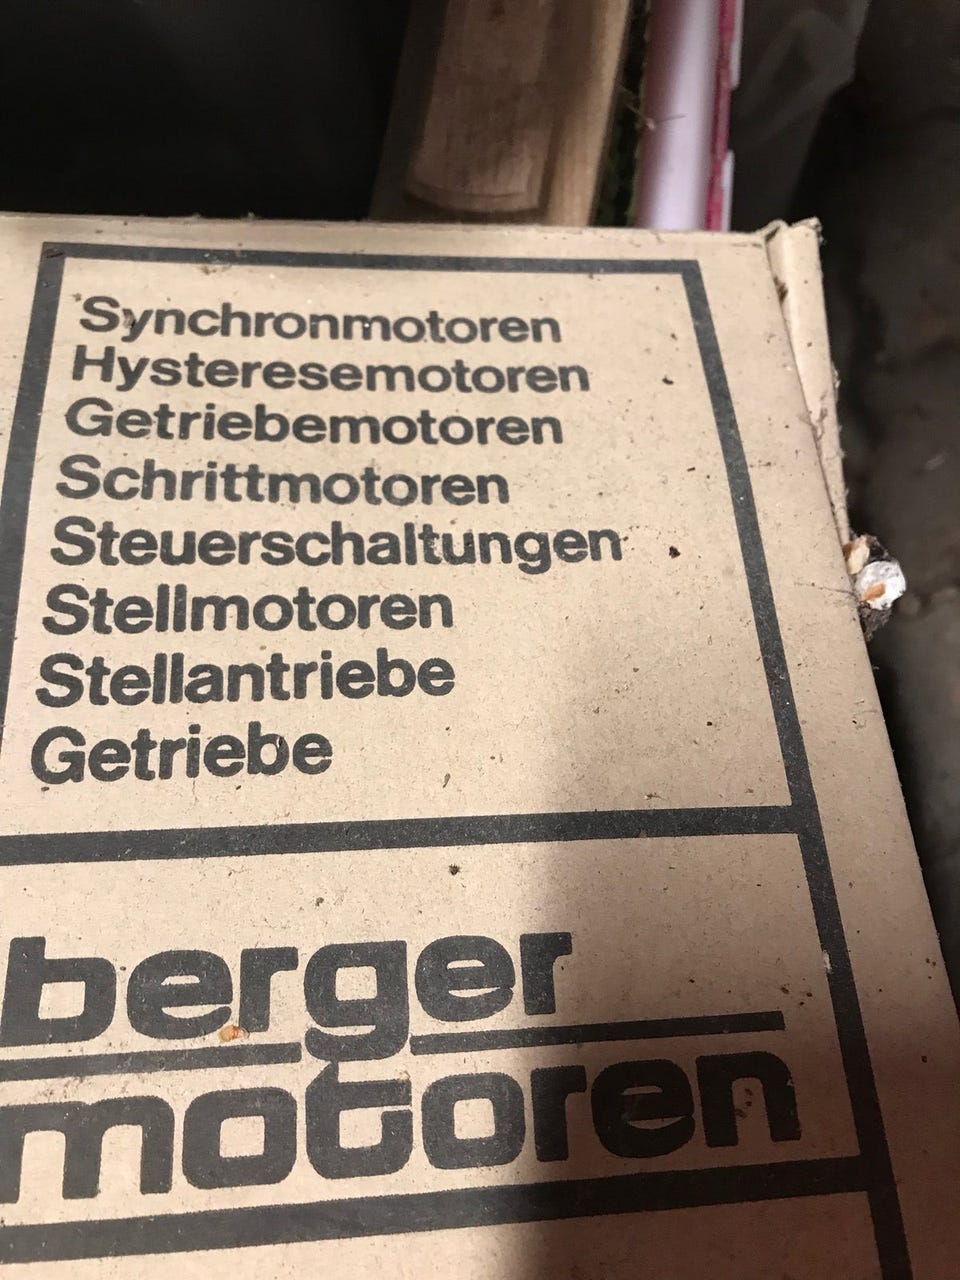 Synchronmotoren
Hysteresemotoren
Getriebemotoren
Schrittmotoren
Steuerschaltungen
Stellmotoren
Stellantriebe
Getriebe
berger
motoren